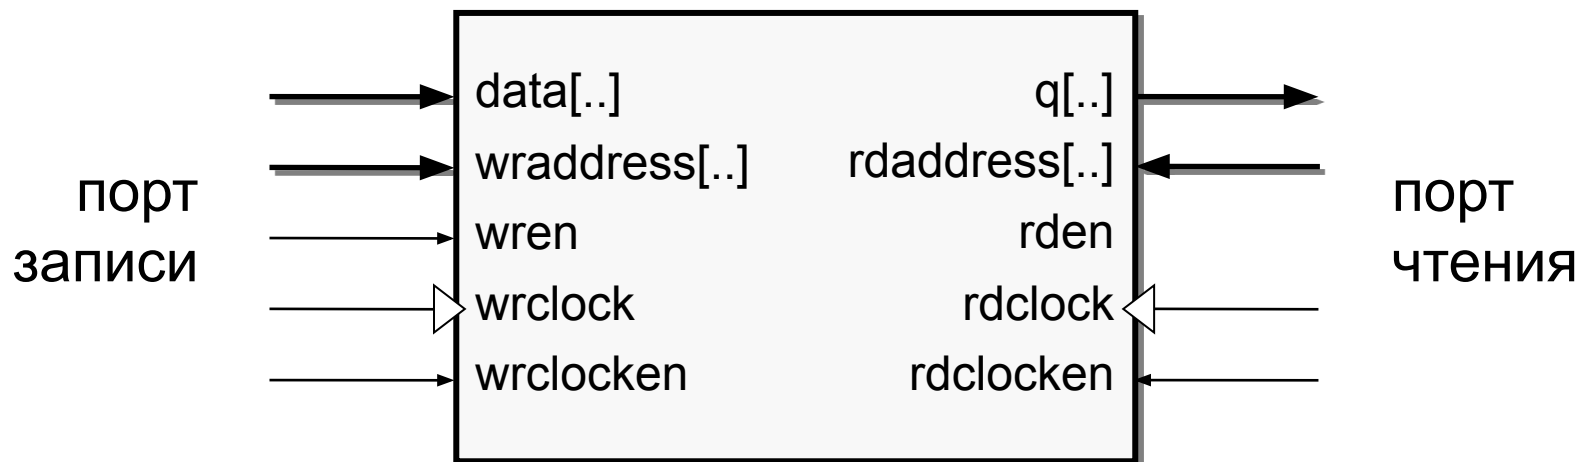 порт
записи
data[..]
wraddress[..]
wren
wrclock
wrclocken
q[..]
rdaddress[..]
rden
rdclock
rdclocken
порт
чтения